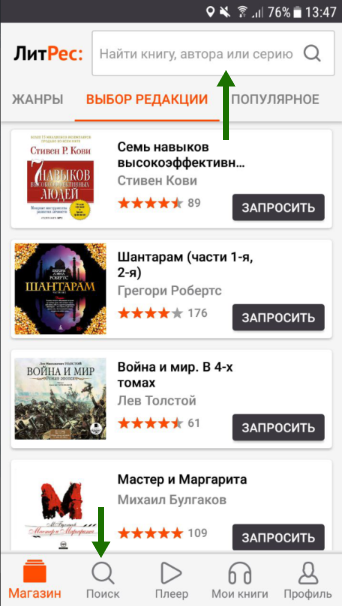 76% 13:47
ЛитРес:
Найти книгу, автора или серию
ЖАНРЫ ВЫБОР РЕДАКЦИИ ПОПУЛЯРНОЕ
СТИВЕН Р. КОВИ
7 НАВЫКОВ
ВЫСОКОЭФФЕКТИВНЫХ
ЛЮДЕЙ
Семь навыков
высокоэффективн...
Стивен Кови
89
ЗАПРОСИТЬ
РОБЕРТС
ШАНТАРАМ
Шантарам (части 1-я,
2-я)
Грегори Робертс
176
ЗАПРОСИТЬ
ВОЙНА И МИР
Война и мир. В 4-х
томах
Лев Толстой
61
ЗАПРОСИТЬ
М. Булгаков
Мастер и Маргарита
Мастер и Маргарита
Михаил Булгаков
109
ЗАПРОСИТЬ
Магазин Поиск Плеер Мои книги Профиль